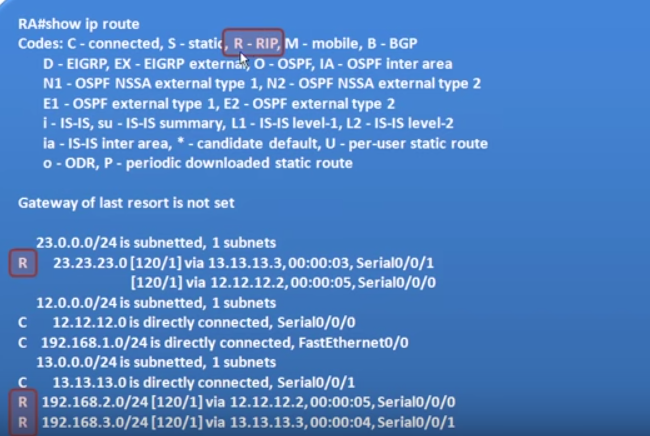 RA#show ip route
Codes: C - connected, S - static, R - RIP, M - mobile, B - BGP
D - EIGRP, EX - EIGRP external, O - OSPF, IA - OSPF inter area
N1 - OSPF NSSA external type 1, N2 - OSPF NSSA external type 2
E1 - OSPF external type 1, E2 - OSPF external type 2
i - IS-IS, su - IS-IS summary, L1 - IS-IS level-1, L2 - IS-IS level-2
ia - IS-IS inter area, * - candidate default, U - per-user static route
o - ODR, P - periodic downloaded static route
Gateway of last resort is not set
23.0.0.0/24 is subnetted, 1 subnets
R 23.23.23.0 [120/1] via 13.13.13.3, 00:00:03, Serial0/0/1
[120/1] via 12.12.12.2, 00:00:05, Serial0/0/0
12.0.0.0/24 is subnetted, 1 subnets
C 12.12.12.0 is directly connected, Serial0/0/0
C 192.168.1.0/24 is directly connected, FastEthernet0/0
13.0.0.0/24 is subnetted, 1 subnets
C 13.13.13.0 is directly connected, Serial0/0/1
R 192.168.2.0/24 [120/1] via 12.12.12.2, 00:00:05, Serial0/0/0
R 192.168.3.0/24 [120/1] via 13.13.13.3, 00:00:04, Serial0/0/1